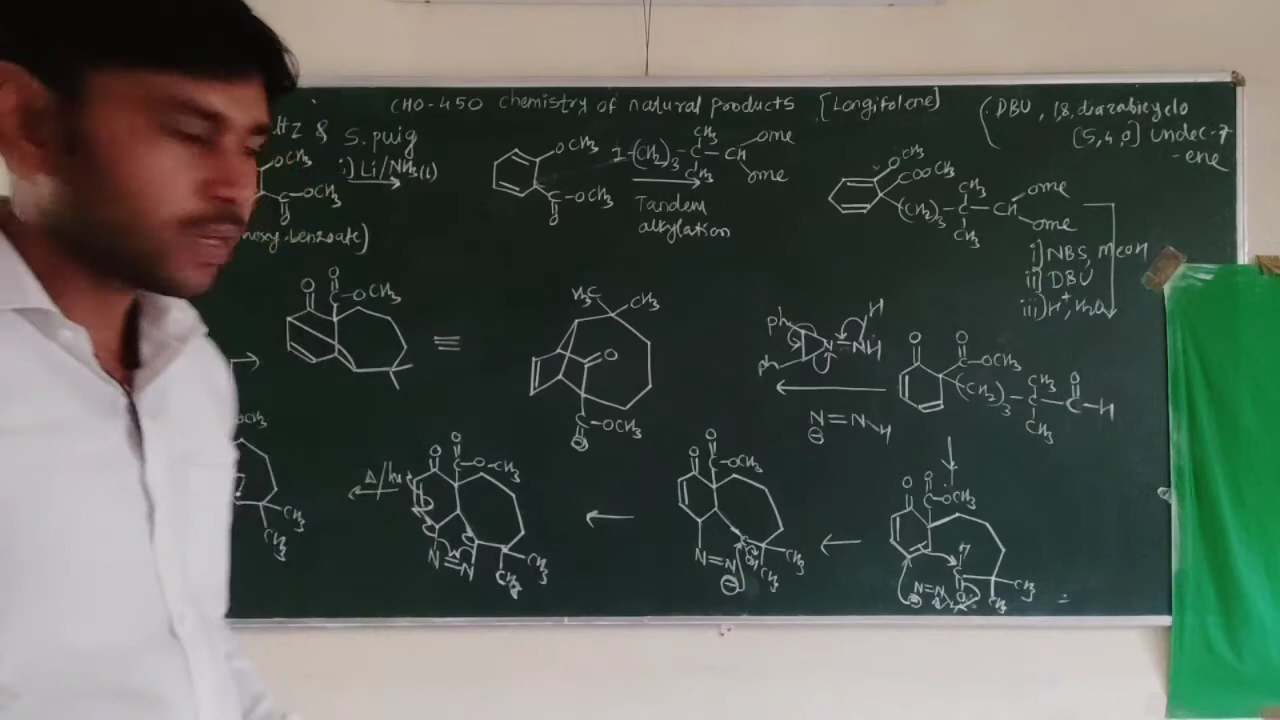 CHO-450 chemistry of natural products [Longifolene]
(DBU, 1,8, diazabicyclo
[5,4,0] undec-7
-ene
ltz & S. puig
OCH3
i) Li/NH3(l)
OCH3
O
noxy-benzoate)
OCH3
C-OCH3
O
I-(CH2)3-C-CH
CH3
CH3
ome
ome
Tandem
alkylation
OCH3
COOCH3
(CH2)3-C-CH
CH3
CH3
ome
ome
i] NBS, meOH
ii] DBU
iii) H+, H2O
O
O
C-OCH3
≡
H3C
CH3
O
C-OCH3
O
ph
ph
N=NH
H
N=N
⊖
H
O
O
C-OCH3
(CH2)3-C-C-H
CH3
CH3
O
OCH3
CH3
CH3
Δ/hν
O
O
C-O-CH3
N=N
CH3
CH3
O
O
C-OCH3
N=N
⊖
CH3
CH3
O
O
C-OCH3
H
C
O
N=N
⊖
CH3
CH3